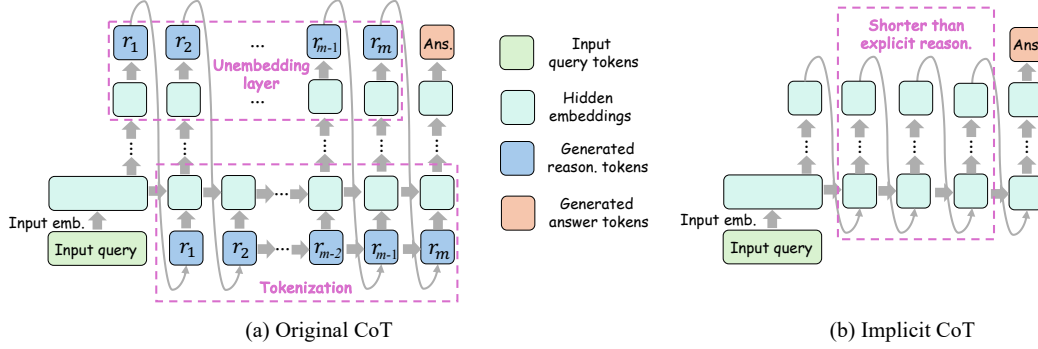 r1 r2 ... rm-1 rm Ans.
Unembedding
layer
...
Input emb.
...
Input query r1 r2 ... rm-2 rm-1 rm
Tokenization
(a) Original CoT
Input
query tokens
Hidden
embeddings
Generated
reason. tokens
Generated
answer tokens
Shorter than
explicit reason.
Ans
Input emb.
Input query
(b) Implicit CoT